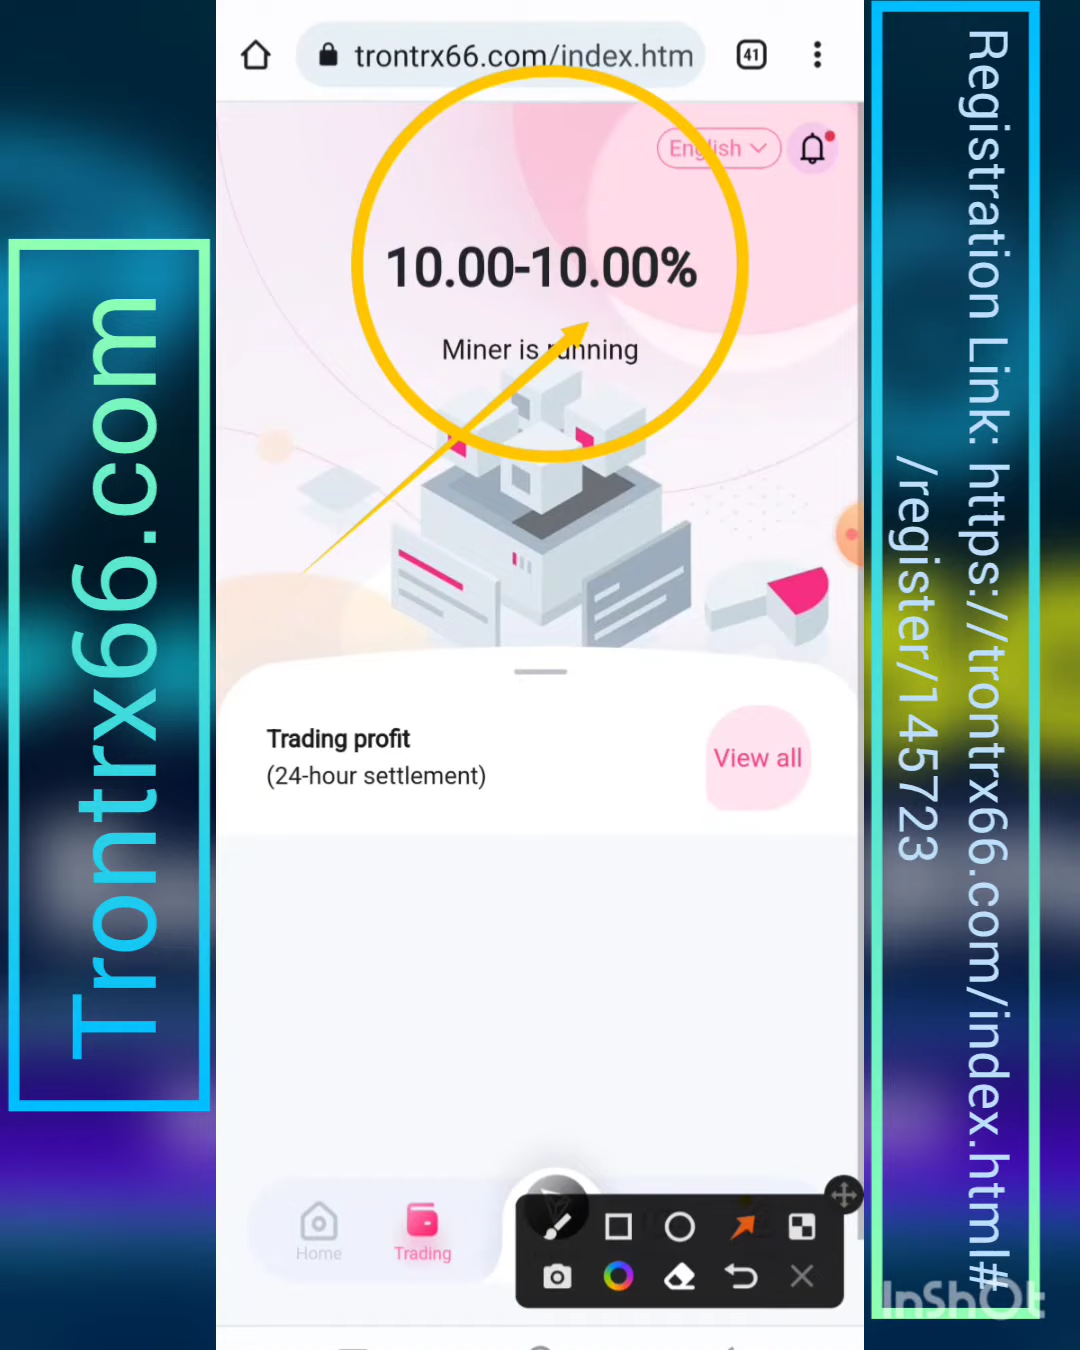 Trontrx66.com
trontrx66.com/index.htm
41
English
10.00-10.00%
Miner is running
Trading profit
(24-hour settlement)
View all
Home
Trading
Registration Link: https://trontrx66.com/index.html#
/register/145723
InShOt